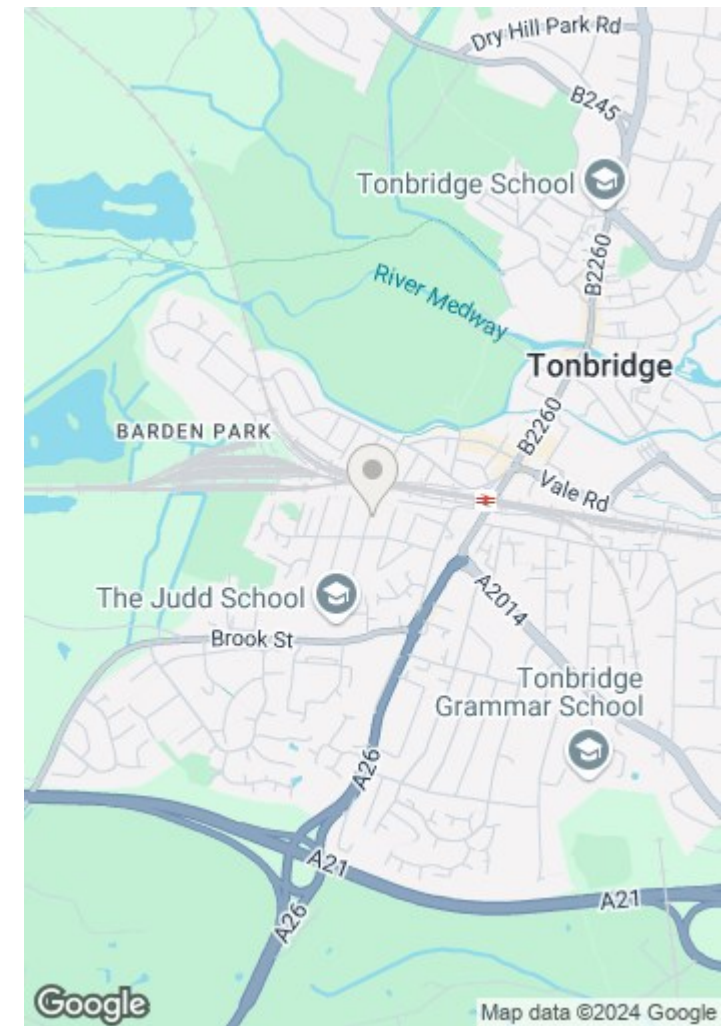 Dry Hill Park Rd
B245
Tonbridge School
B2260
River Medway
Tonbridge
BARDEN PARK
B2260
Vale Rd
The Judd School
A2014
Brook St
Tonbridge
Grammar School
A26
A21
A21
A26
Google
Map data ©2024 Google